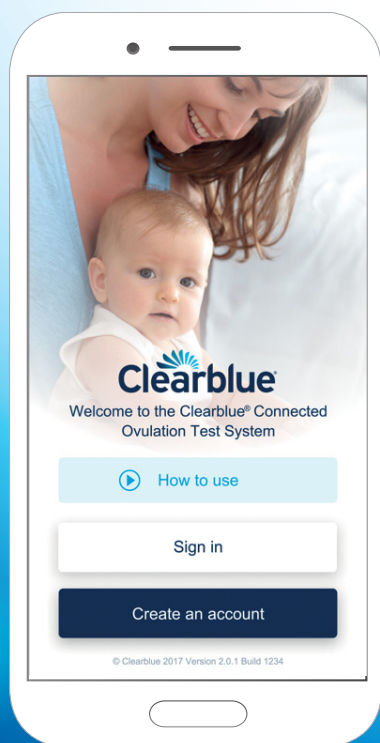 Clearblue
Welcome to the Clearblue® Connected
Ovulation Test System
How to use
Sign in
Create an account
© Clearblue 2017 Version 2.0.1 Build 1234